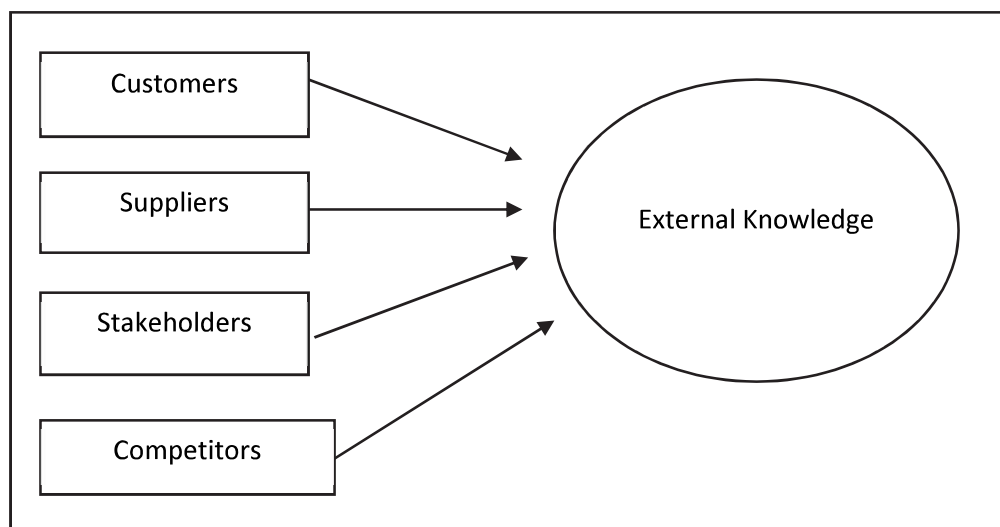 Customers
Suppliers
External Knowledge
Stakeholders
Competitors